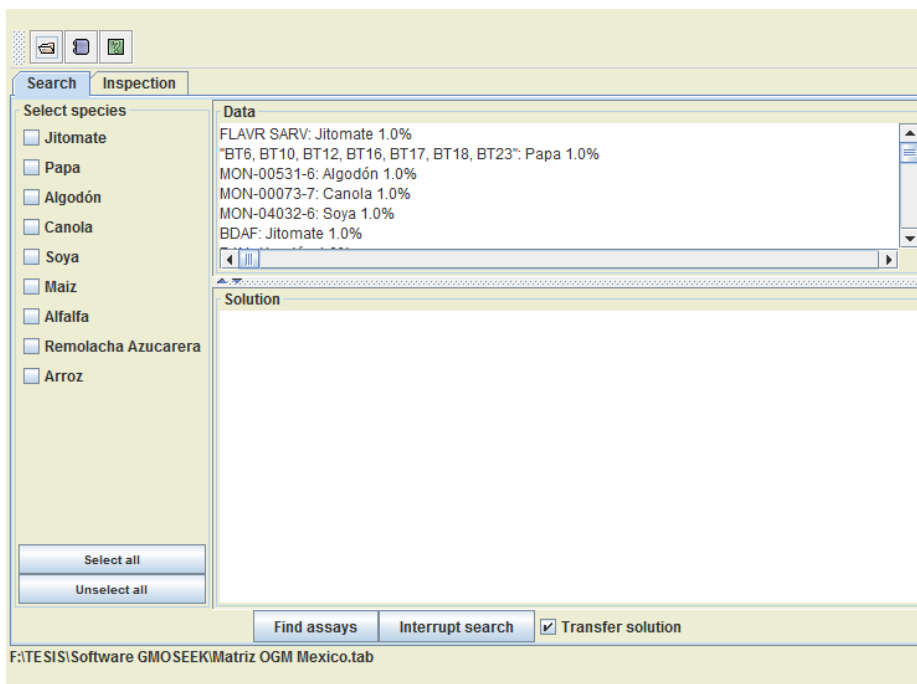 Search
Inspection
Select species
Jitomate
Papa
Algodón
Canola
Soya
Maiz
Alfalfa
Remolacha Azucarera
Arroz
Select all
Unselect all
Data
FLAVR SARV: Jitomate 1.0%
"BT6, BT10, BT12, BT16, BT17, BT18, BT23": Papa 1.0%
MON-00531-6: Algodón 1.0%
MON-00073-7: Canola 1.0%
MON-04032-6: Soya 1.0%
BDAF: Jitomate 1.0%
Solution
Find assays
Interrupt search
Transfer solution
F:\TESIS\Software GMOSEEK\Matriz OGM Mexico.tab